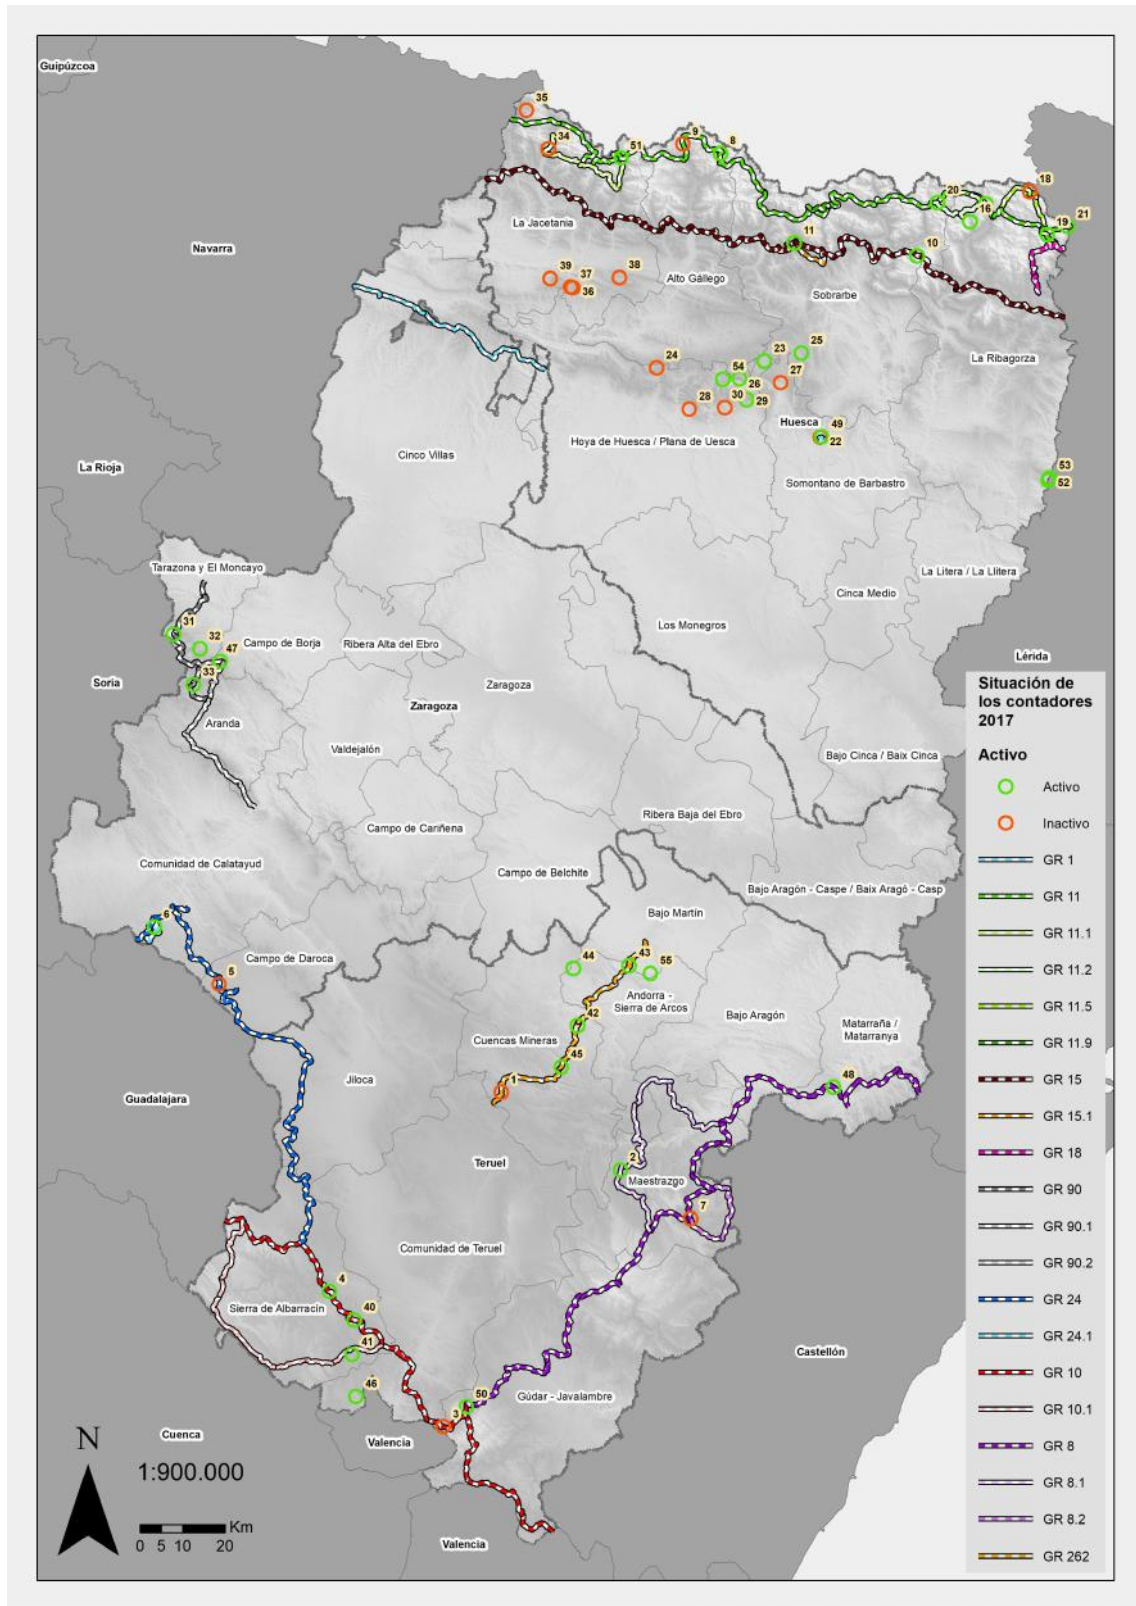 Guipúzcoa
35
34
51
9
8
18
20
16
21
19
La Jacetania
11
10
Navarra
39
37
38
36
Alto Gállego
Sobrarbe
25
23
La Ribagorza
24
54
27
26
28
30
29
Huesca
49
22
Hoya de Huesca / Plana de Uesca
Cinco Villas
La Rioja
53
52
Somontano de Barbastro
Tarazona y El Moncayo
La Litera / La Llitera
Cinca Medio
31
Los Monegros
32
Campo de Borja
Ribera Alta del Ebro
47
Lérida
33
Soria
Zaragoza
Zaragoza
Aranda
Valdejalón
Bajo Cinca / Baix Cinca
Ribera Baja del Ebro
Campo de Cariñena
Comunidad de Calatayud
Campo de Belchite
Bajo Aragón - Caspe / Baix Aragó - Casp
6
Bajo Martín
Campo de Daroca
44
43
55
5
Andorra -
Sierra de Arcos
42
Bajo Aragón
Matarraña /
Matarranya
Cuencas Mineras
45
48
1
Jiloca
Guadalajara
Teruel
2
Maestrazgo
7
Comunidad de Teruel
4
Sierra de Albarracín
40
41
Castellón
46
50
Gúdar - Javalambre
3
Cuenca
Valencia
Valencia
N
1:900.000
Km
0 5 10 20
Situación de
los contadores
2017
Activo
Activo
Inactivo
GR 1
GR 11
GR 11.1
GR 11.2
GR 11.5
GR 11.9
GR 15
GR 15.1
GR 18
GR 90
GR 90.1
GR 90.2
GR 24
GR 24.1
GR 10
GR 10.1
GR 8
GR 8.1
GR 8.2
GR 262